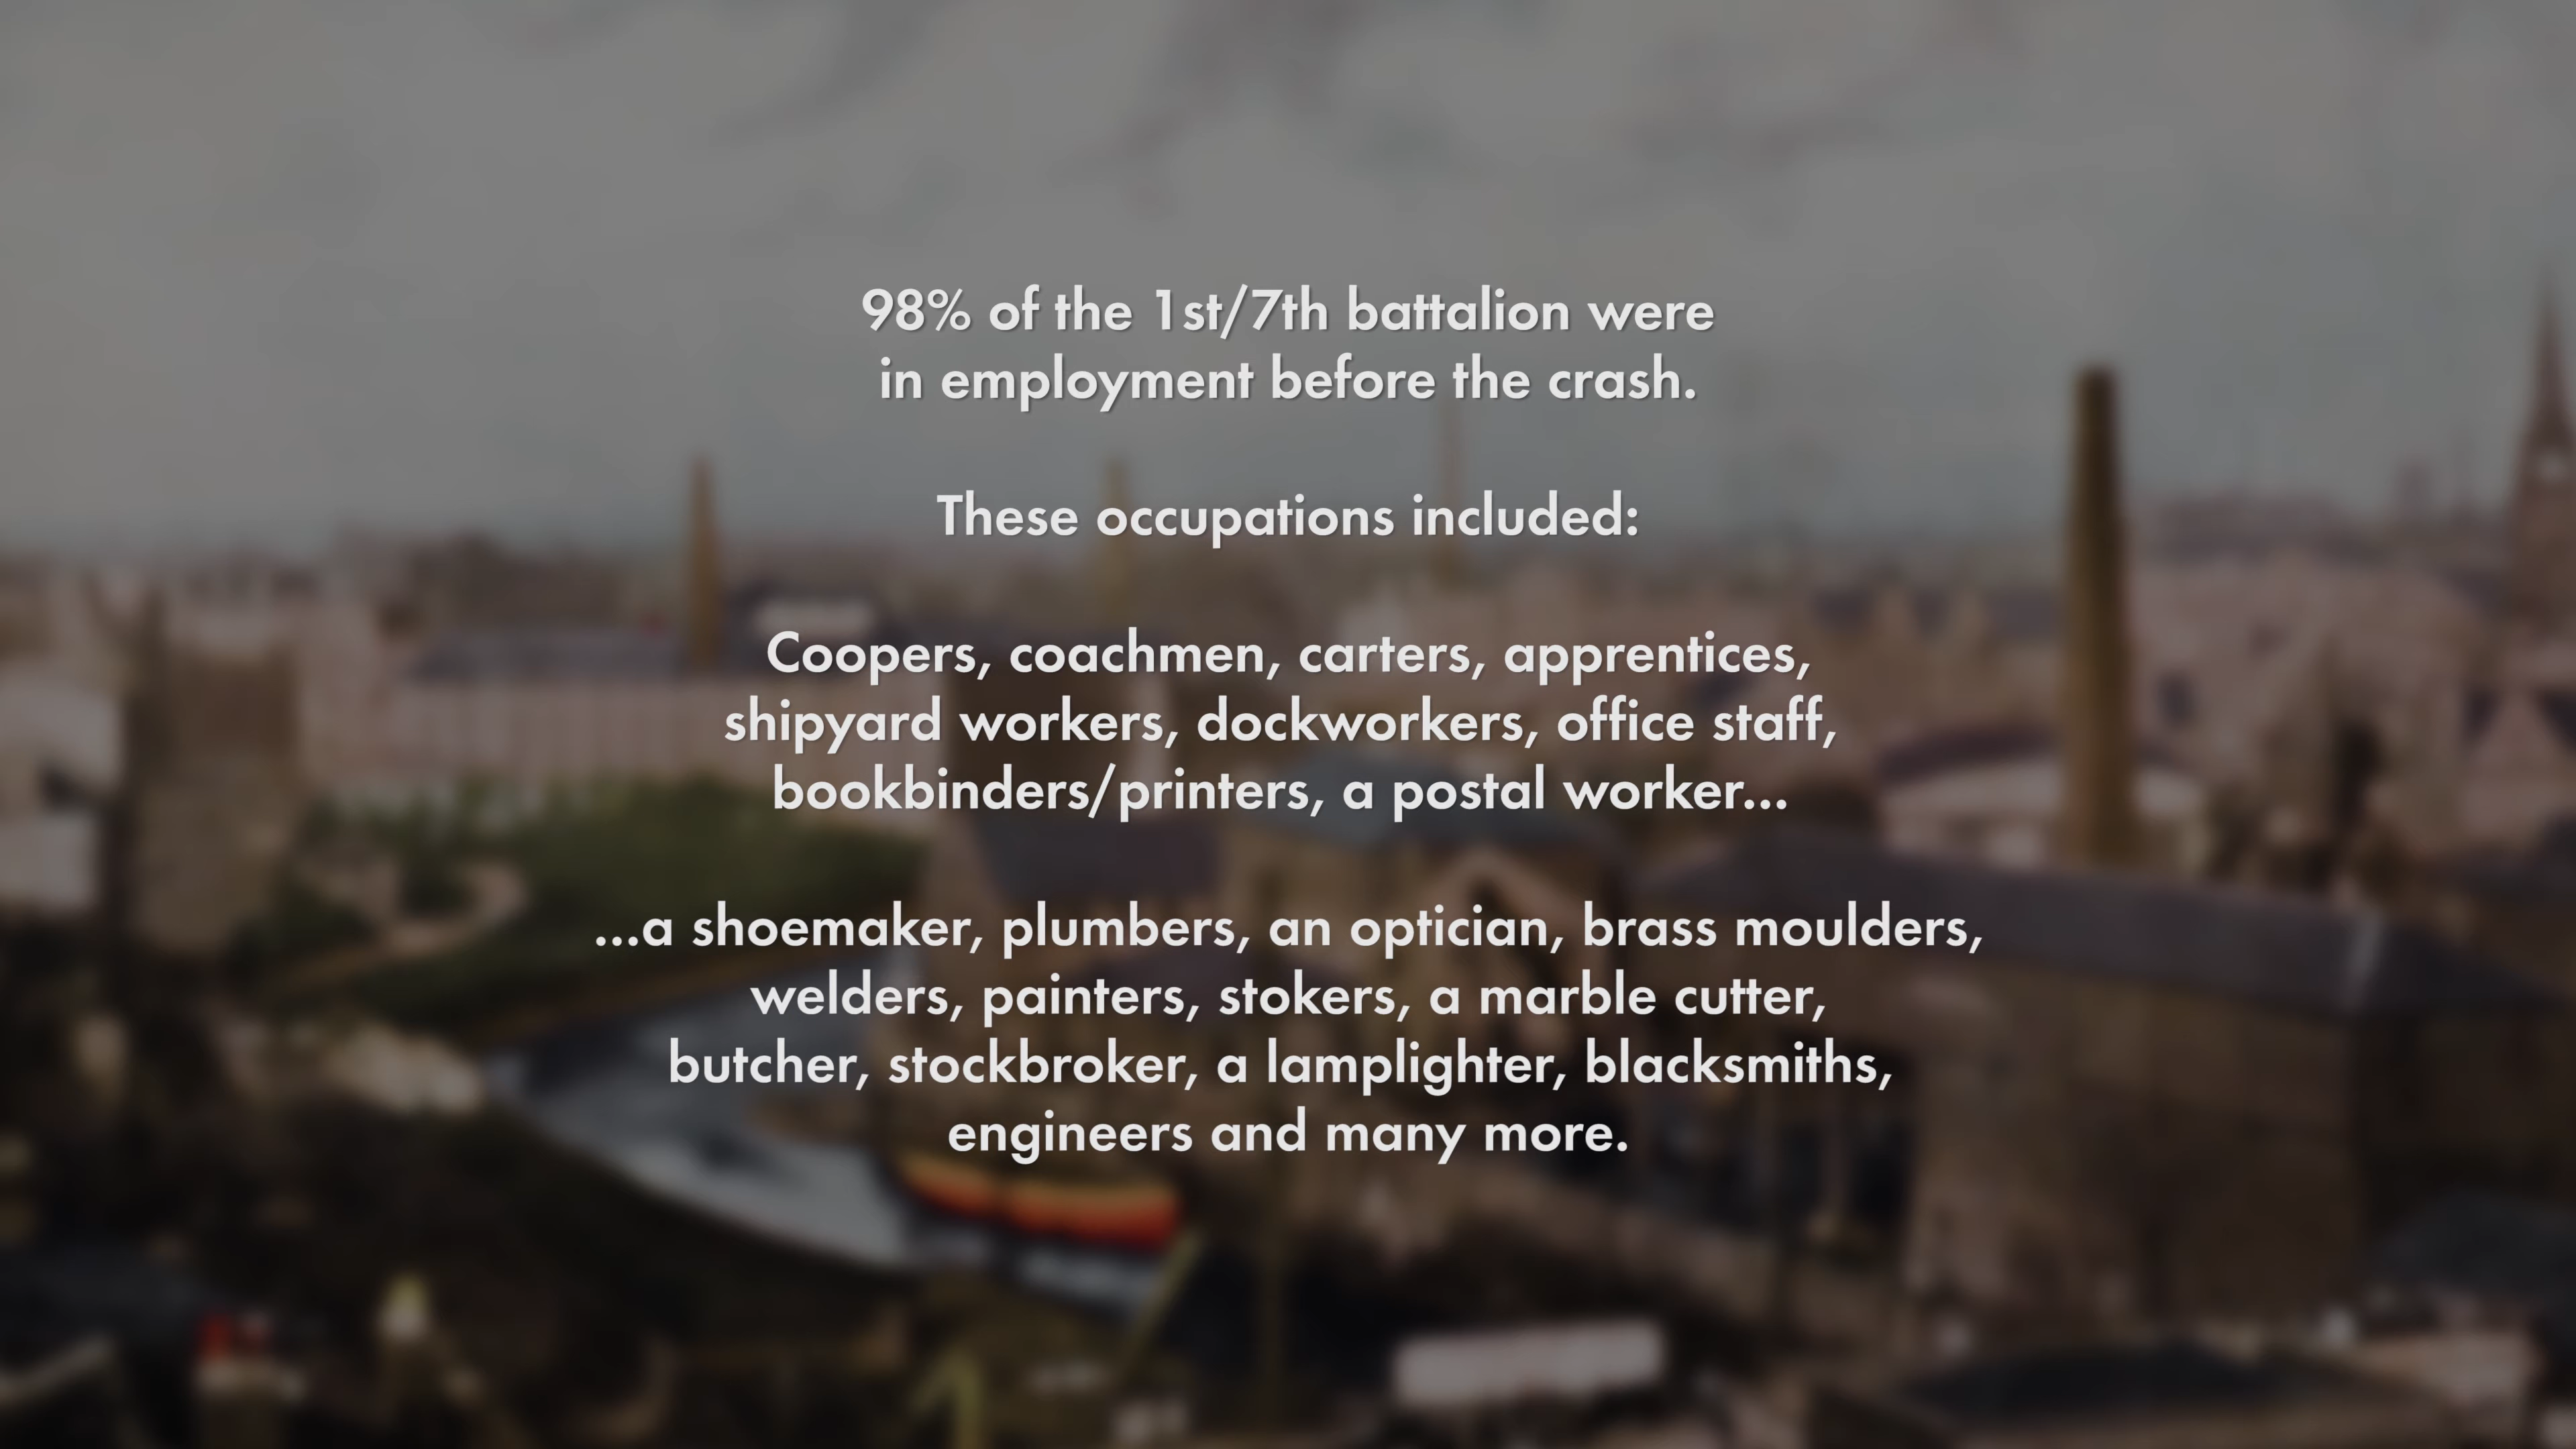 98% of the 1st/7th battalion were
in employment before the crash.
These occupations included:
Coopers, coachmen, carters, apprentices,
shipyard workers, dockworkers, office staff,
bookbinders/printers, a postal worker...
...a shoemaker, plumbers, an optician, brass moulders,
welders, painters, stokers, a marble cutter,
butcher, stockbroker, a lamplighter, blacksmiths,
engineers and many more.